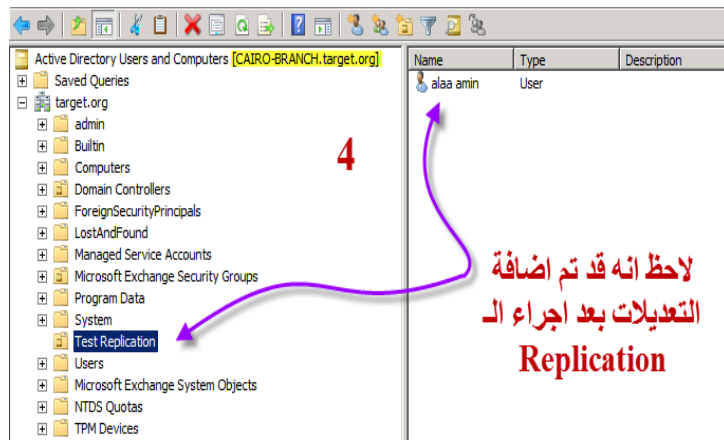 Active Directory Users and Computers [CAIRO-BRANCH.target.org]
Saved Queries
target.org
admin
Builtin
Computers
Domain Controllers
ForeignSecurityPrincipals
LostAndFound
Managed Service Accounts
Microsoft Exchange Security Groups
Program Data
System
Test Replication
Users
Microsoft Exchange System Objects
NTDS Quotas
TPM Devices
4
Name Type Description
alaa amin User
لاحظ انه قد تم اضافة
التعديلات بعد اجراء الـ
Replication